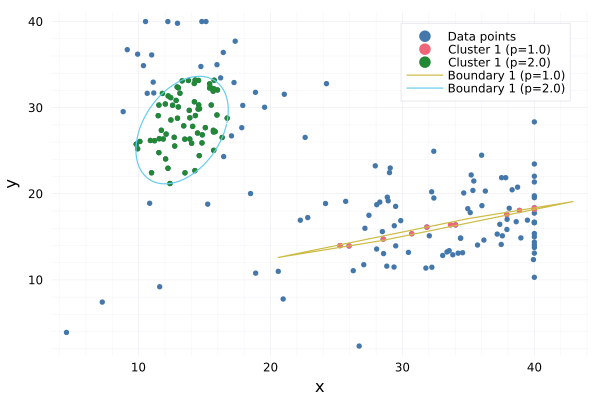 40
30
20
10
y
10
20
30
40
x
Data points
Cluster 1 (p=1.0)
Cluster 1 (p=2.0)
Boundary 1 (p=1.0)
Boundary 1 (p=2.0)